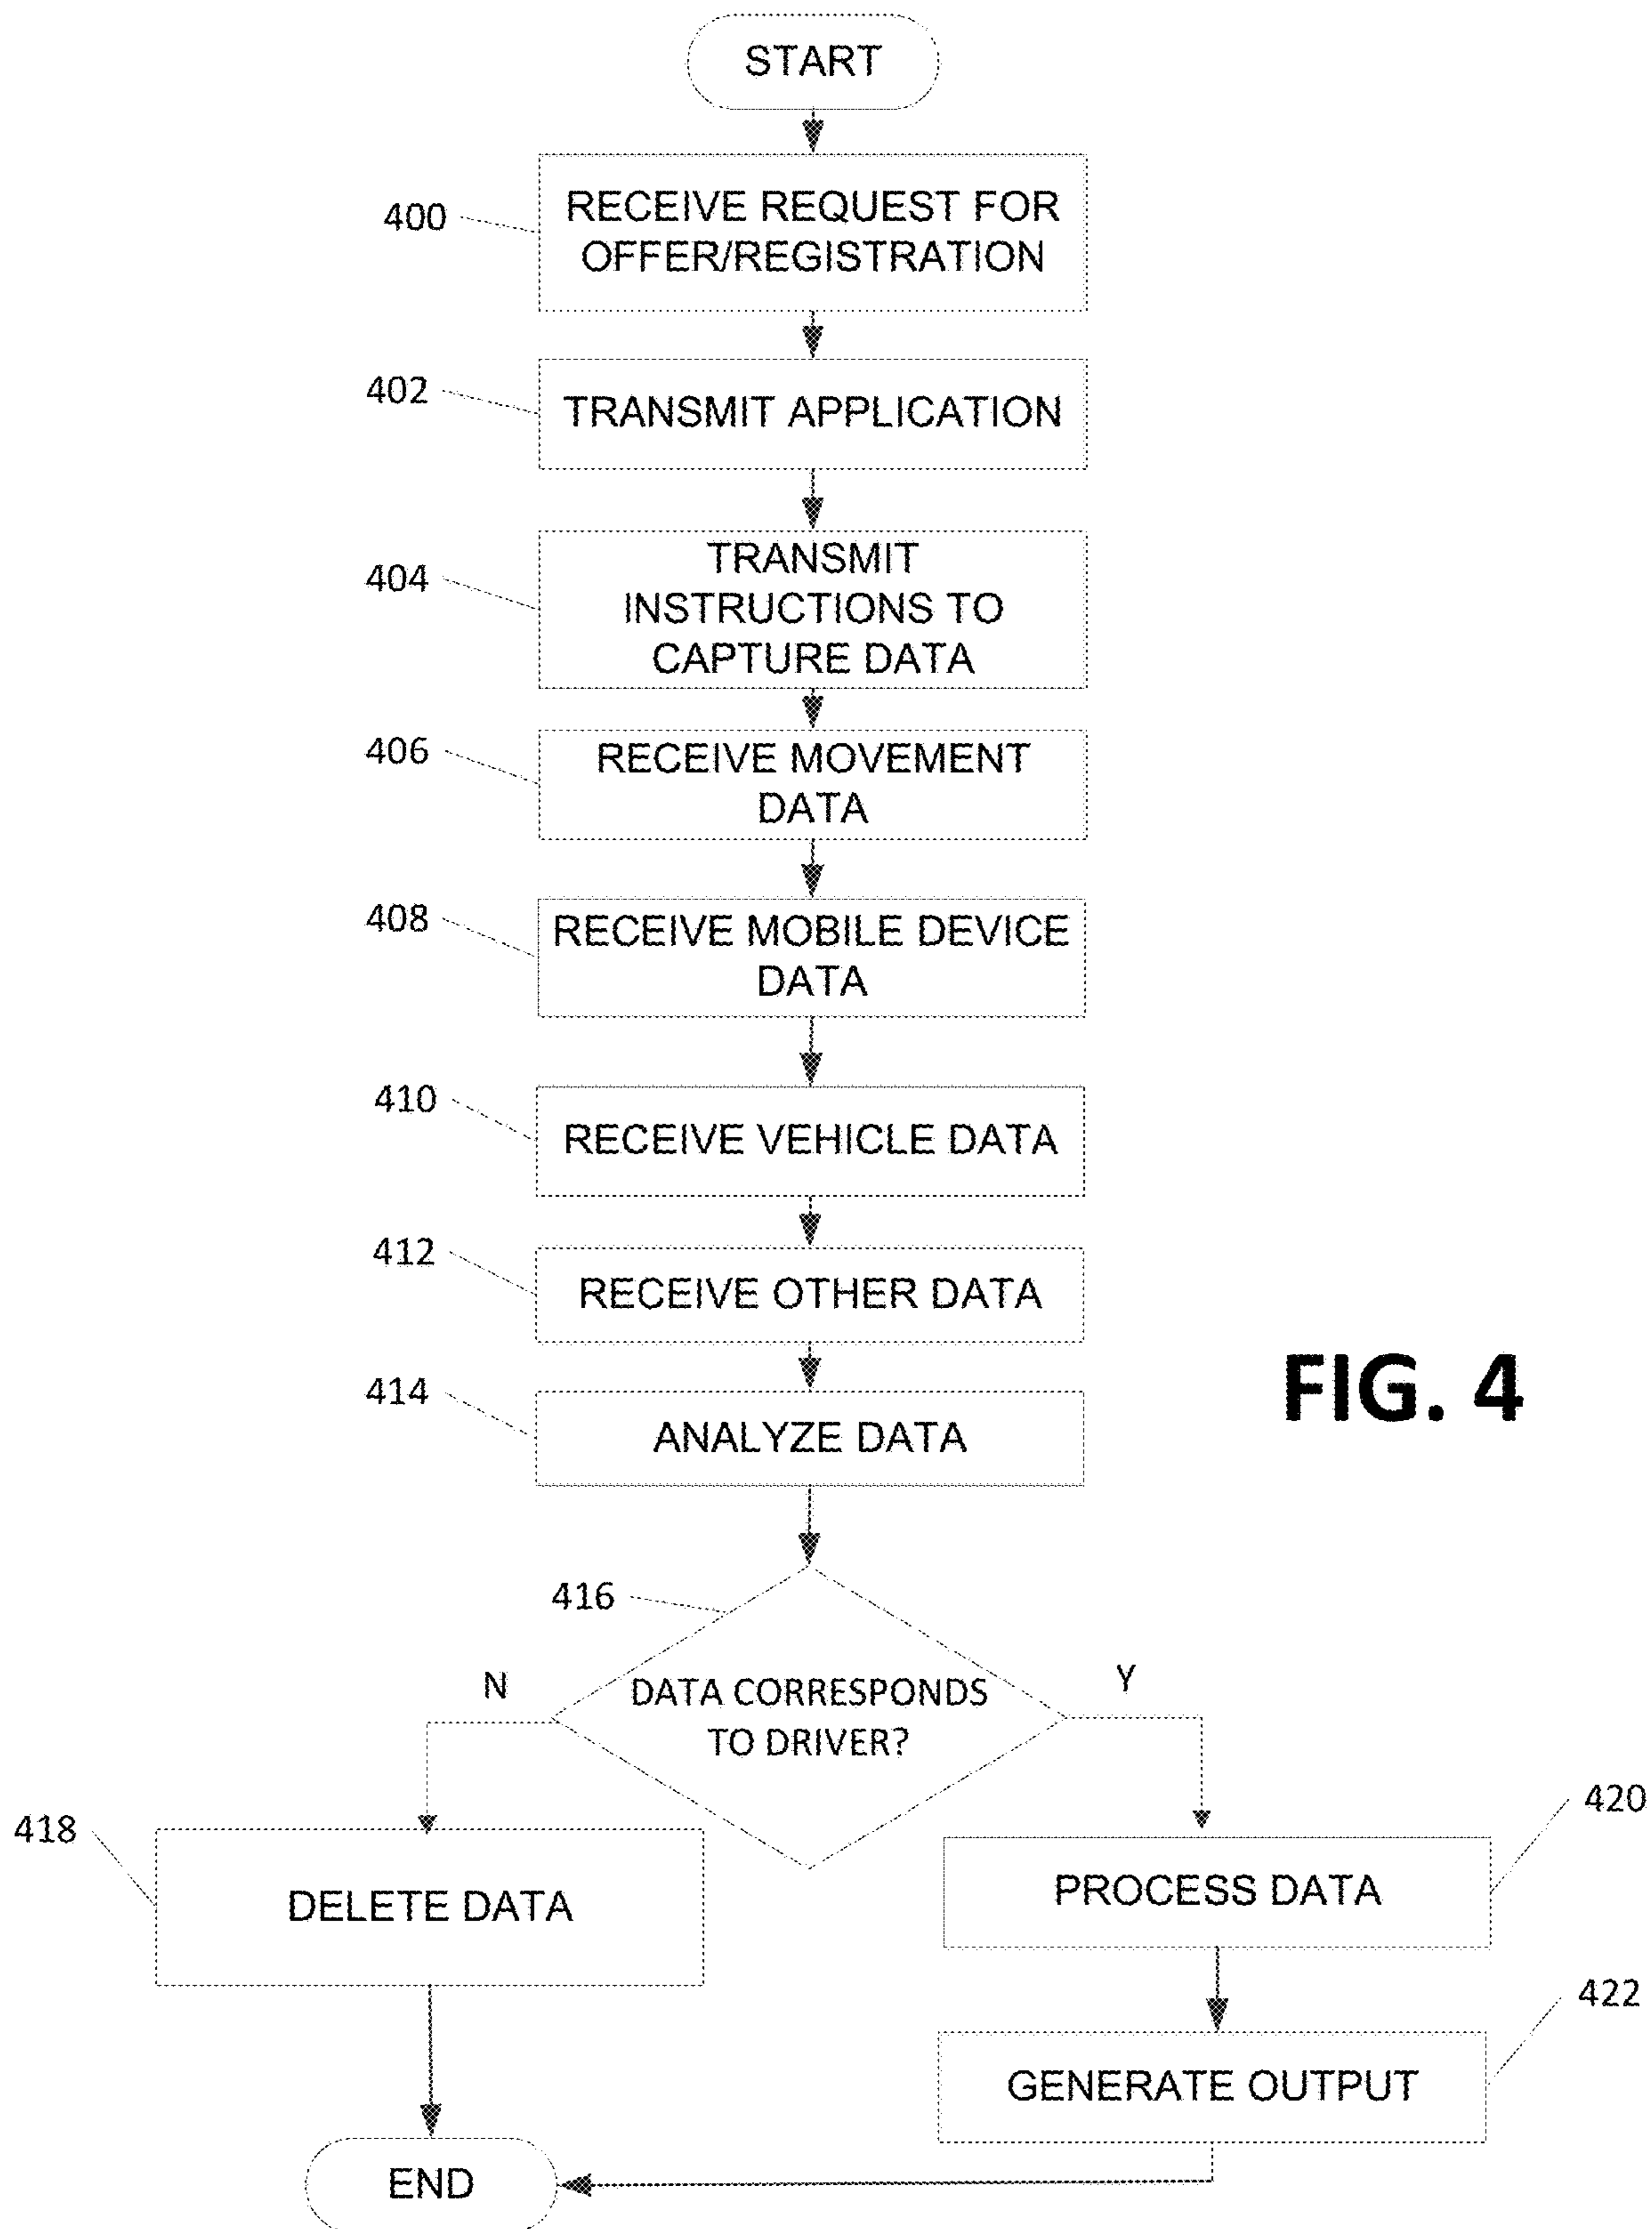 START
400
RECEIVE REQUEST FOR
OFFER/REGISTRATION
402
TRANSMIT APPLICATION
404
TRANSMIT
INSTRUCTIONS TO
CAPTURE DATA
406
RECEIVE MOVEMENT
DATA
408
RECEIVE MOBILE DEVICE
DATA
410
RECEIVE VEHICLE DATA
412
RECEIVE OTHER DATA
414
ANALYZE DATA
FIG. 4
416
N
DATA CORRESPONDS
TO DRIVER?
Y
418
DELETE DATA
420
PROCESS DATA
422
GENERATE OUTPUT
END